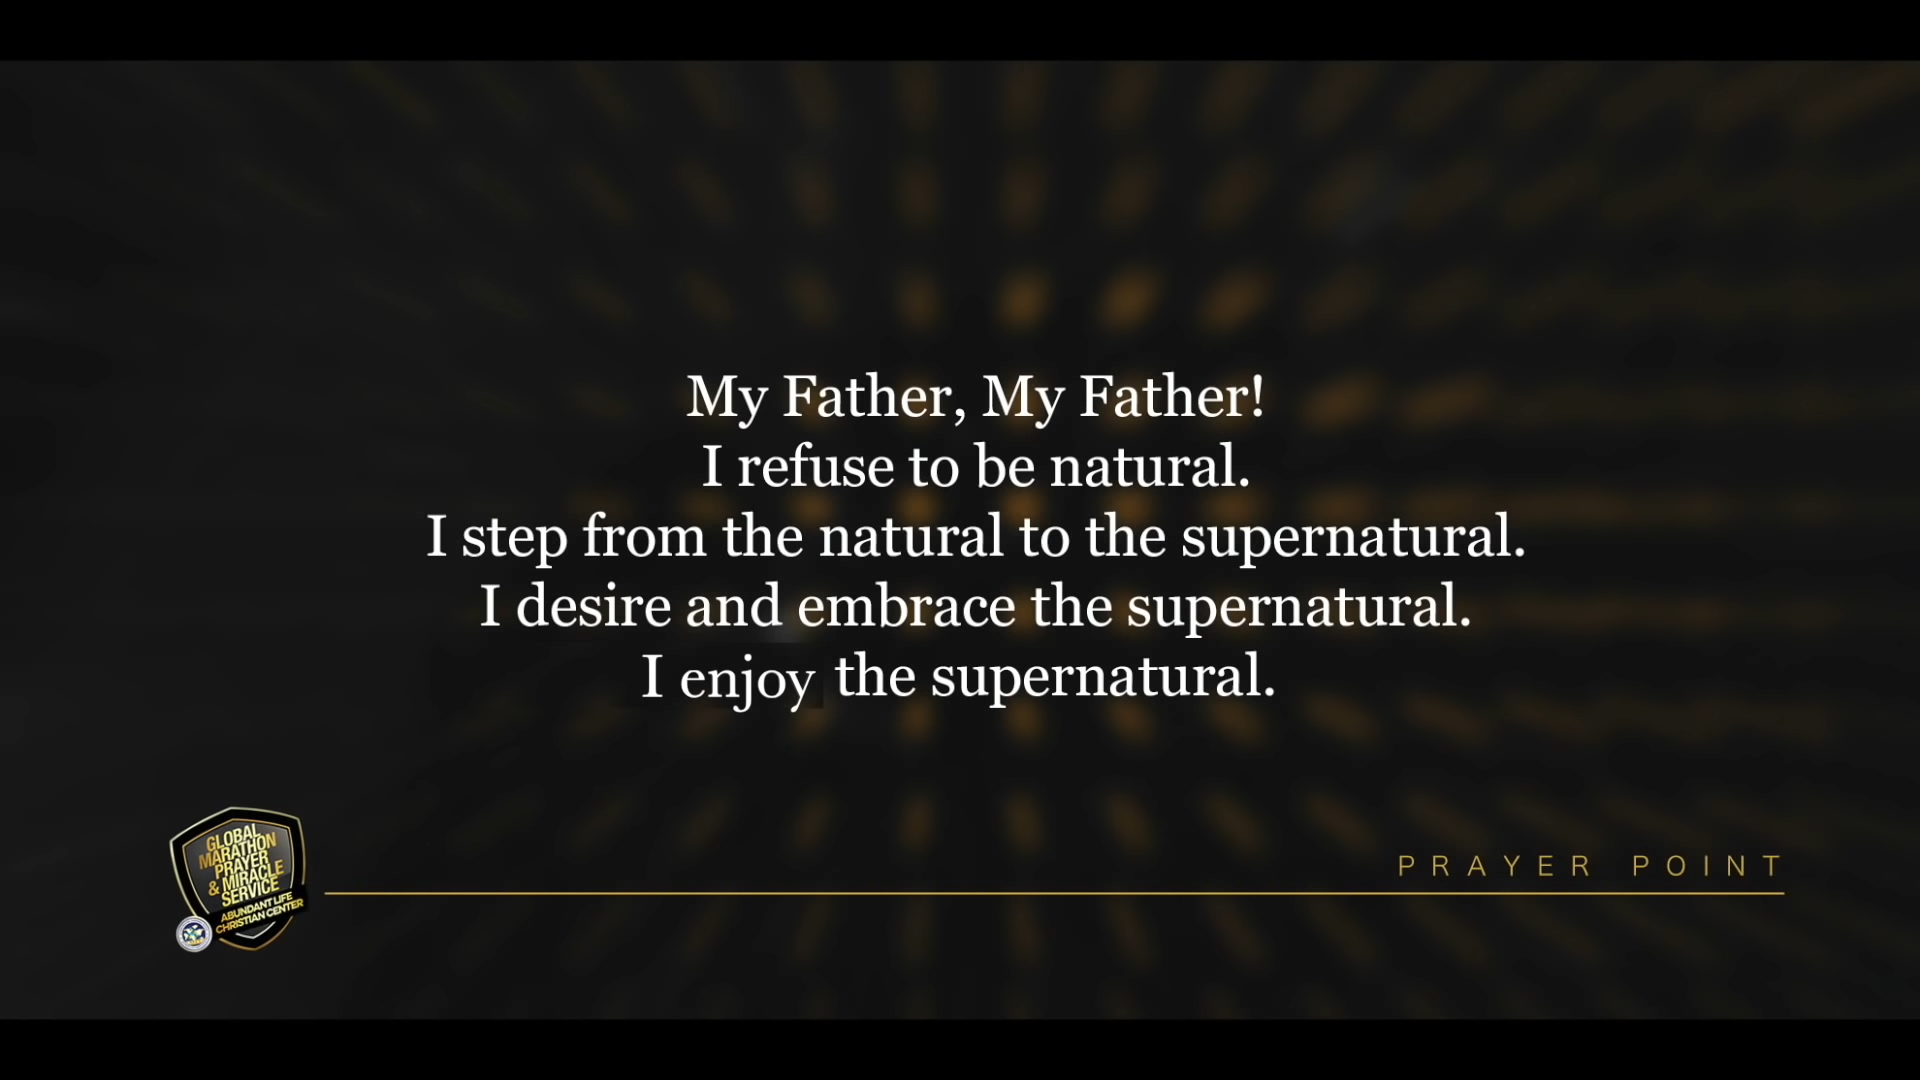 My Father, My Father!
I refuse to be natural.
I step from the natural to the supernatural.
I desire and embrace the supernatural.
I enjoy the supernatural.
PRAYER POINT
GLOBAL
MARATHON
PRAYER
& MIRACLE
SERVICE
ABUNDANT LIFE
CHRISTIAN CENTER